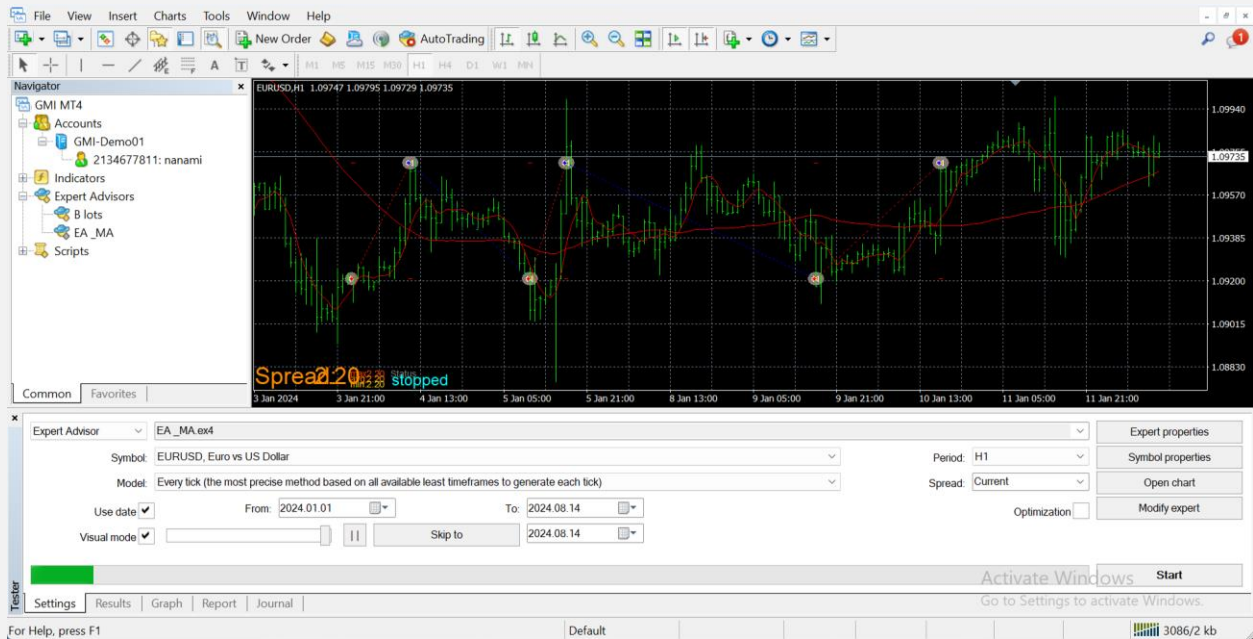 File View Insert Charts Tools Window Help
New Order AutoTrading
1
A T M1 M5 M15 M30 H1 H4 D1 W1 MN
Navigator
GMI MT4
Accounts
GMI-Demo01
2134677811: nanami
Indicators
Expert Advisors
B lots
EA _MA
Scripts
Common Favorites
EURUSD,H1 1.09747 1.09795 1.09729 1.09735
1.09940
1.09735
1.09570
1.09385
1.09200
1.09015
1.08830
Spread: 2.20 stopped
3 Jan 2024 3 Jan 21:00 4 Jan 13:00 5 Jan 05:00 5 Jan 21:00 8 Jan 13:00 9 Jan 05:00 9 Jan 21:00 10 Jan 13:00 11 Jan 05:00 11 Jan 21:00
Expert Advisor EA _MA.ex4 Expert properties
Symbol: EURUSD, Euro vs US Dollar Period: H1 Symbol properties
Model: Every tick (the most precise method based on all available least timeframes to generate each tick) Spread: Current Open chart
Use date From: 2024.01.01 To: 2024.08.14 Optimization Modify expert
Visual mode Skip to 2024.08.14
Start
Activate Windows
Go to Settings to activate Windows.
Tester
Settings Results Graph Report Journal
For Help, press F1 Default 3086/2 kb